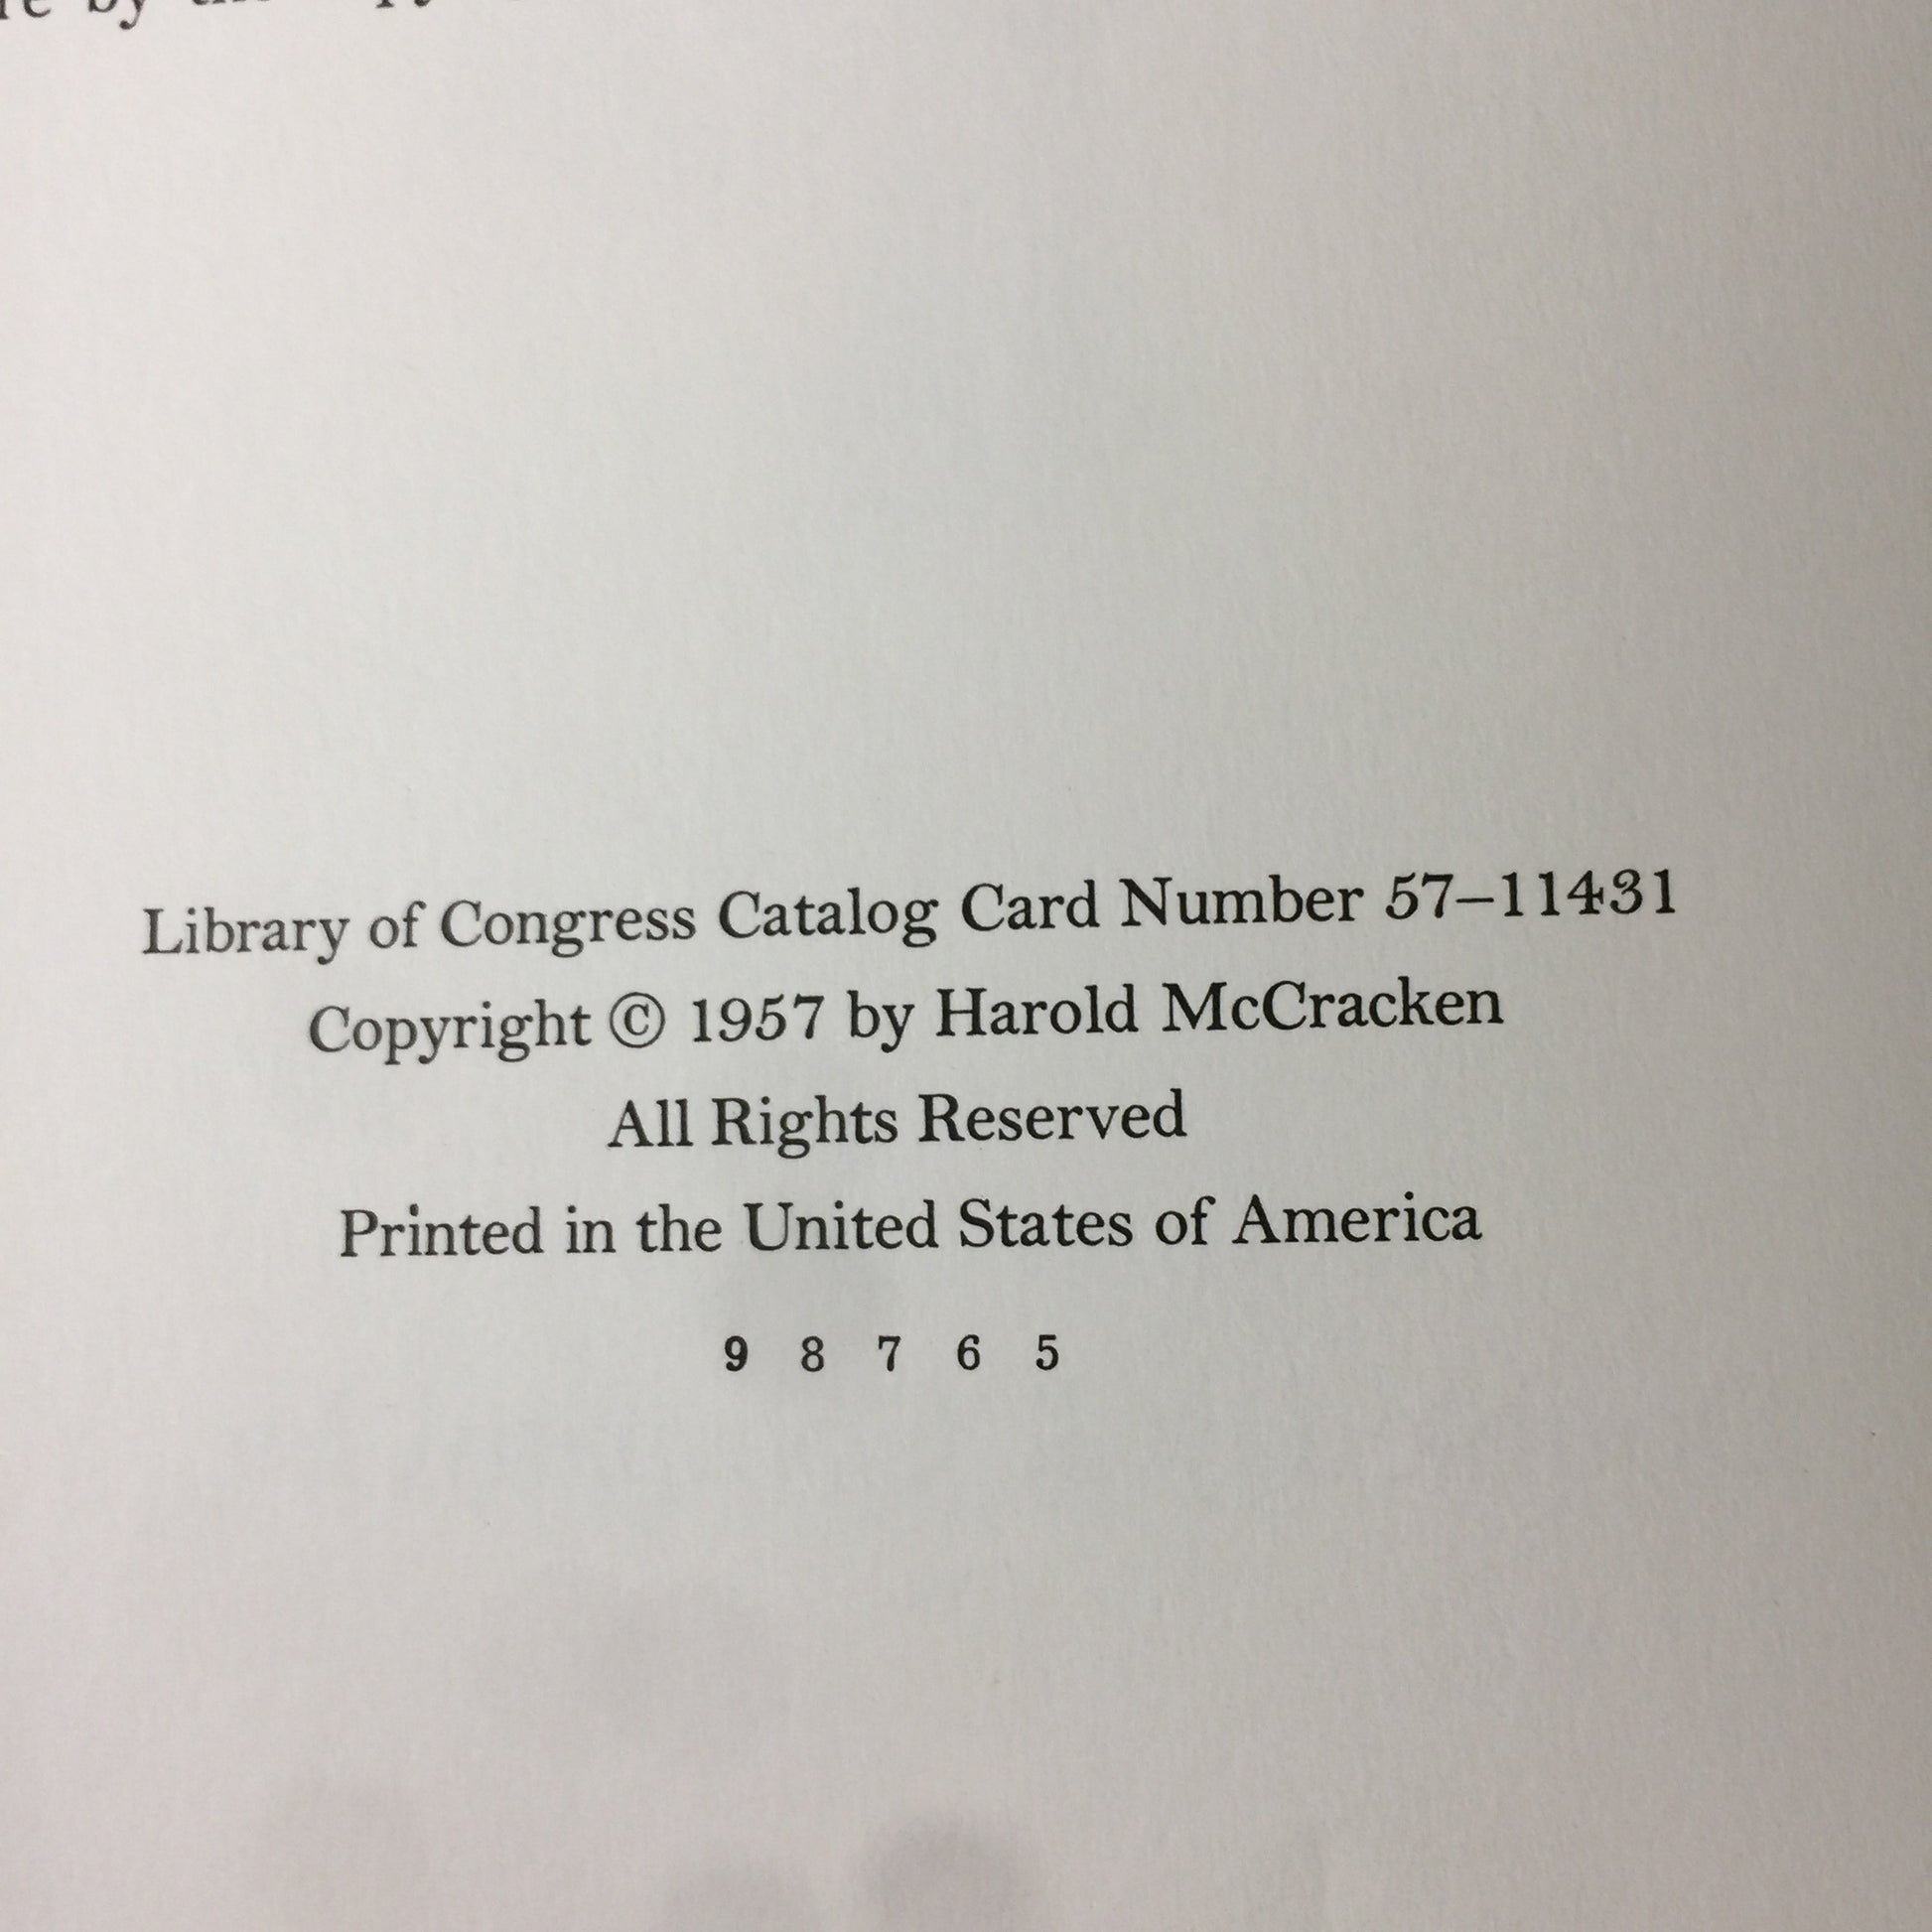 by
Library of Congress Catalog Card Number 57–11431
Copyright © 1957 by Harold McCracken
All Rights Reserved
Printed in the United States of America
9 8 7 6 5